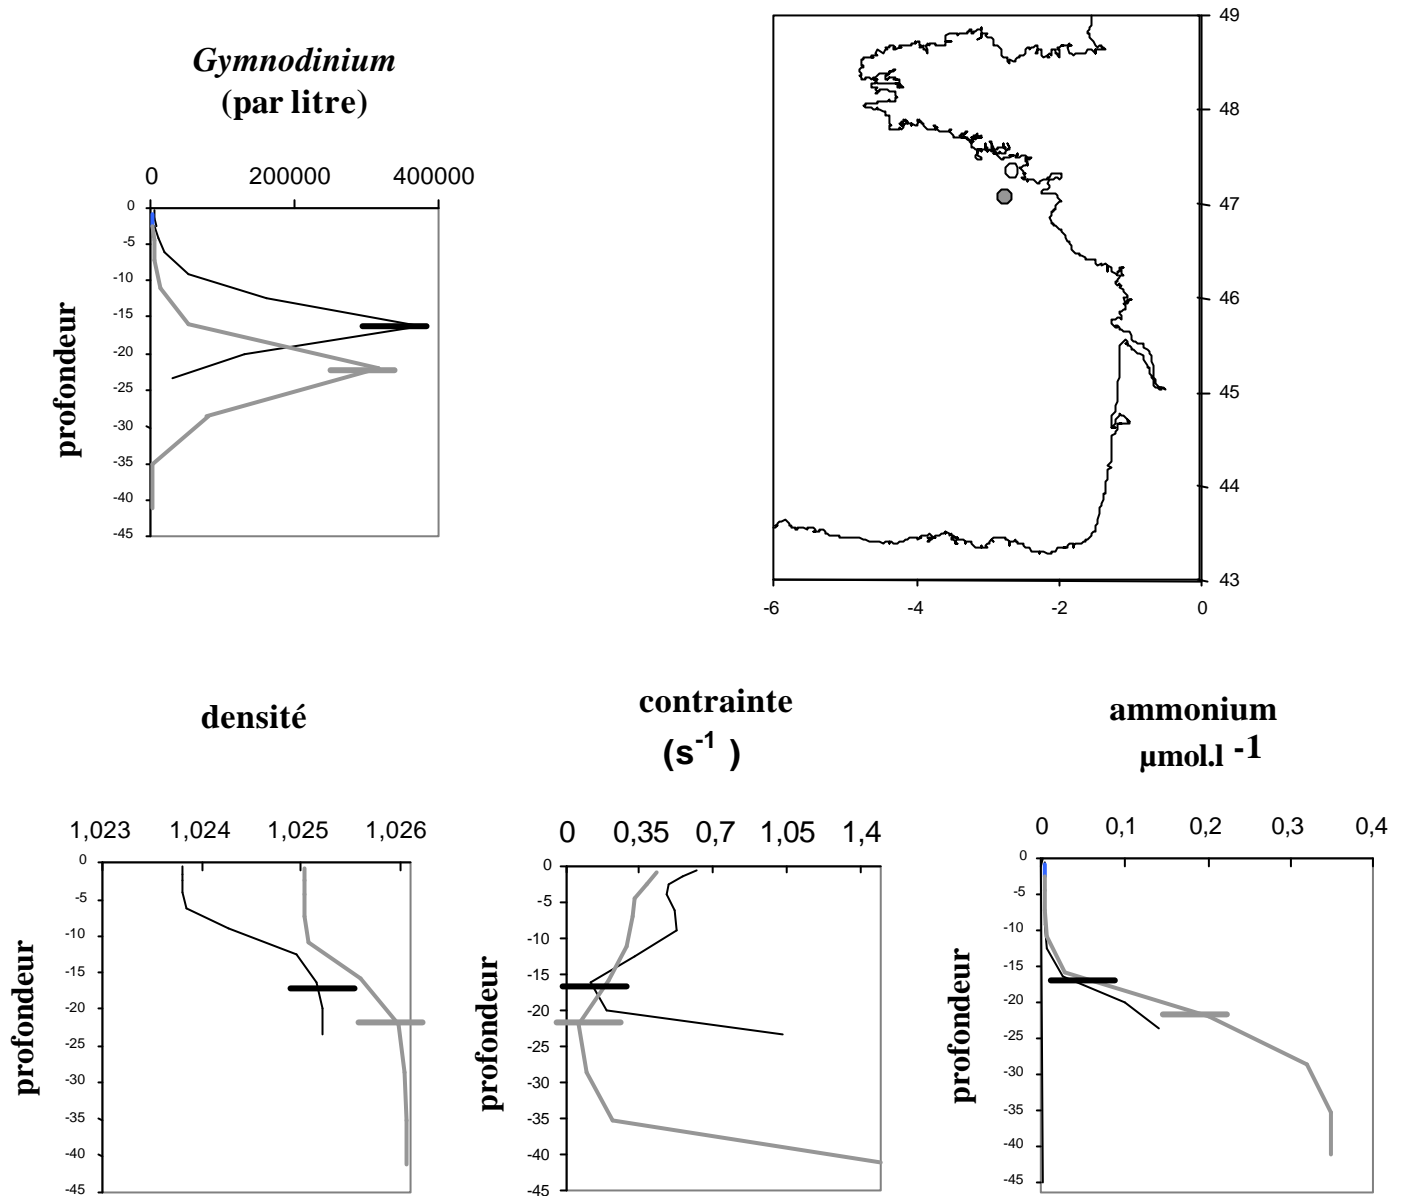 Gymnodinium
(par litre)
0 200000 400000
0
-5
-10
-15
-20
-25
-30
-35
-40
-45
profondeur
49
48
47
46
45
44
43
-6 -4 -2 0
densité
1,023 1,024 1,025 1,026
0
-5
-10
-15
-20
-25
-30
-35
-40
-45
profondeur
contrainte
(s-1 )
0 0,35 0,7 1,05 1,4
0
-5
-10
-15
-20
-25
-30
-35
-40
-45
profondeur
ammonium
µmol.l -1
0 0,1 0,2 0,3 0,4
0
-5
-10
-15
-20
-25
-30
-35
-40
-45
profondeur